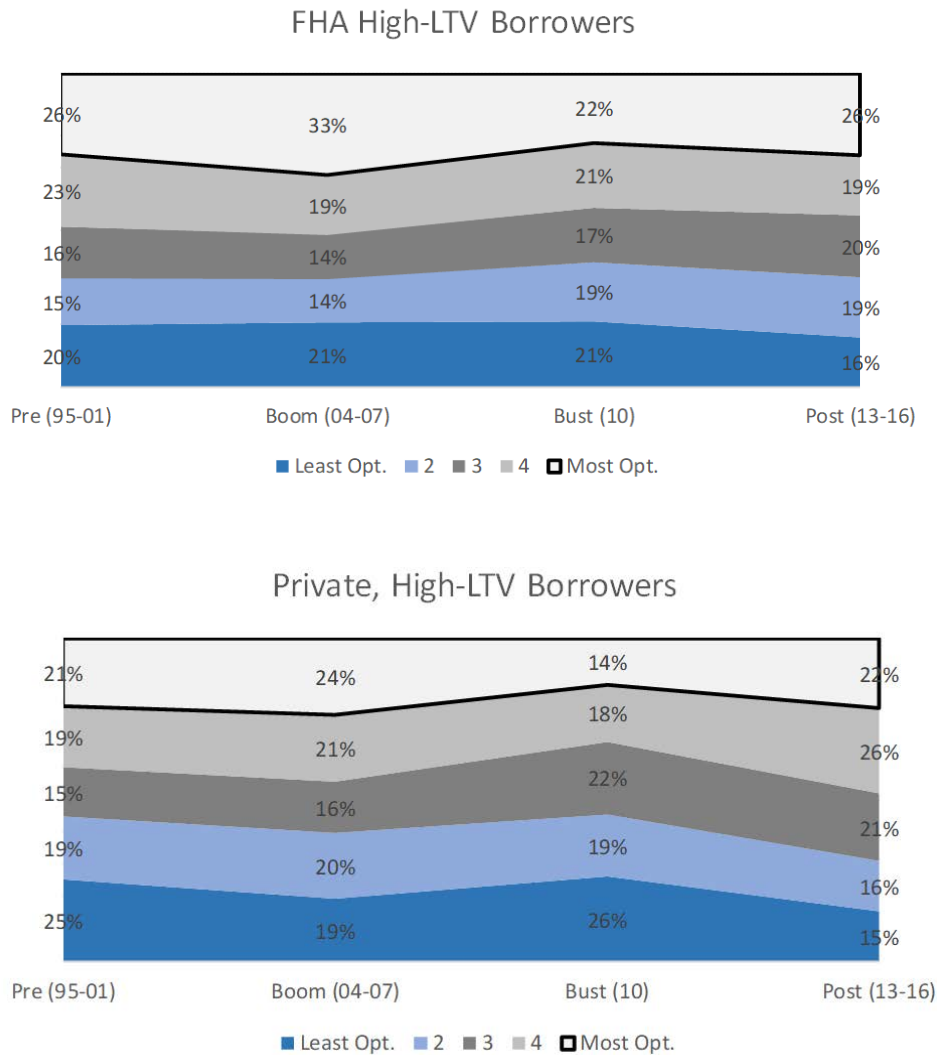 FHA High-LTV Borrowers
26% 33% 22% 26%
23% 19% 21% 19%
16% 14% 17% 20%
15% 14% 19% 19%
20% 21% 21% 16%
Pre (95-01) Boom (04-07) Bust (10) Post (13-16)
Least Opt. 2 3 4 Most Opt.
Private, High-LTV Borrowers
21% 24% 14% 22%
19% 21% 18% 26%
15% 16% 22% 21%
19% 20% 19% 16%
25% 19% 26% 15%
Pre (95-01) Boom (04-07) Bust (10) Post (13-16)
Least Opt. 2 3 4 Most Opt.